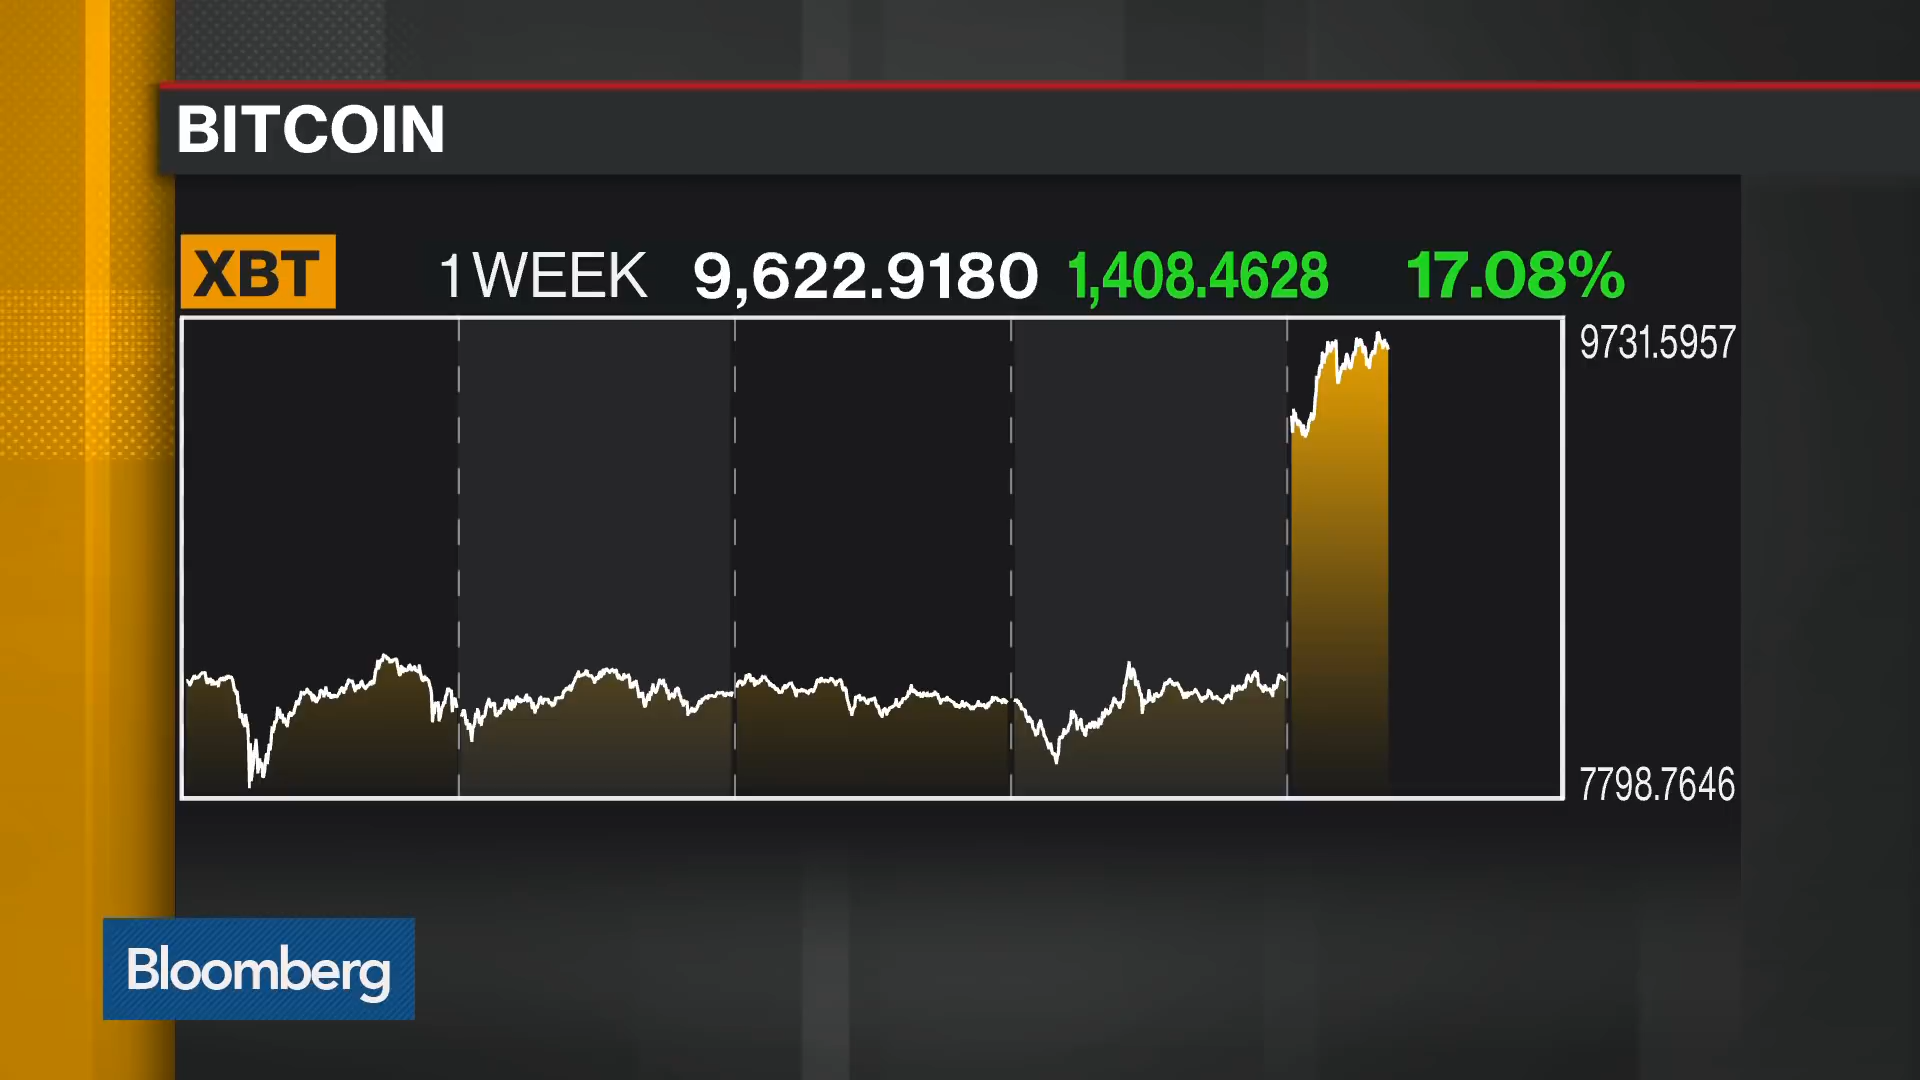 BITCOIN
XBT 1 WEEK 9,622.9180 1,408.4628 17.08%
9731.5957
7798.7646
Bloomberg